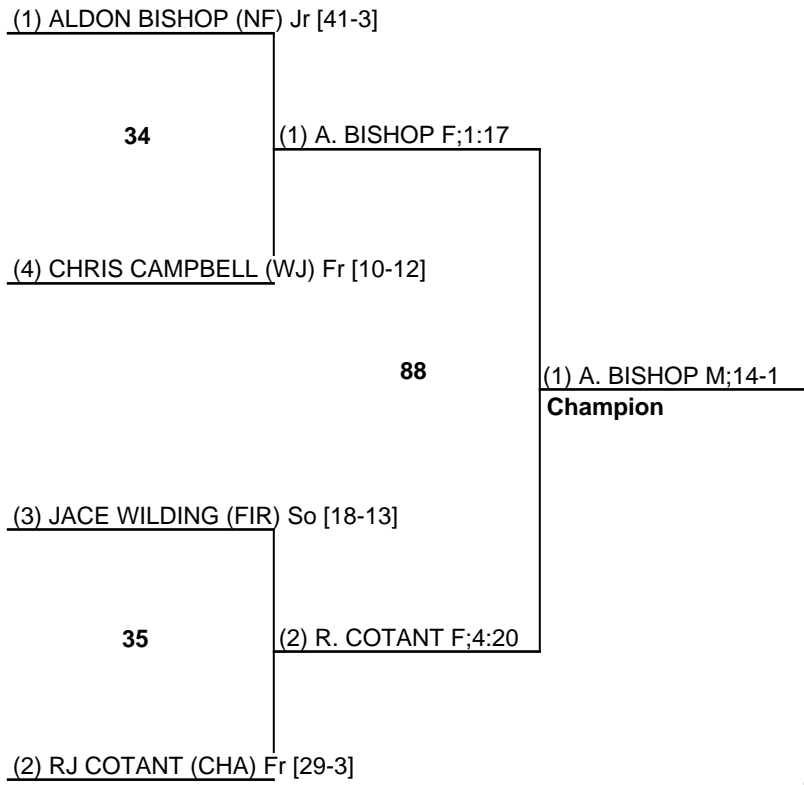 (1) ALDON BISHOP (NF) Jr [41-3]
34
(1) A. BISHOP F;1:17
(4) CHRIS CAMPBELL (WJ) Fr [10-12]
88
(1) A. BISHOP M;14-1
Champion
(3) JACE WILDING (FIR) So [18-13]
35
(2) R. COTANT F;4:20
(2) RJ COTANT (CHA) Fr [29-3]